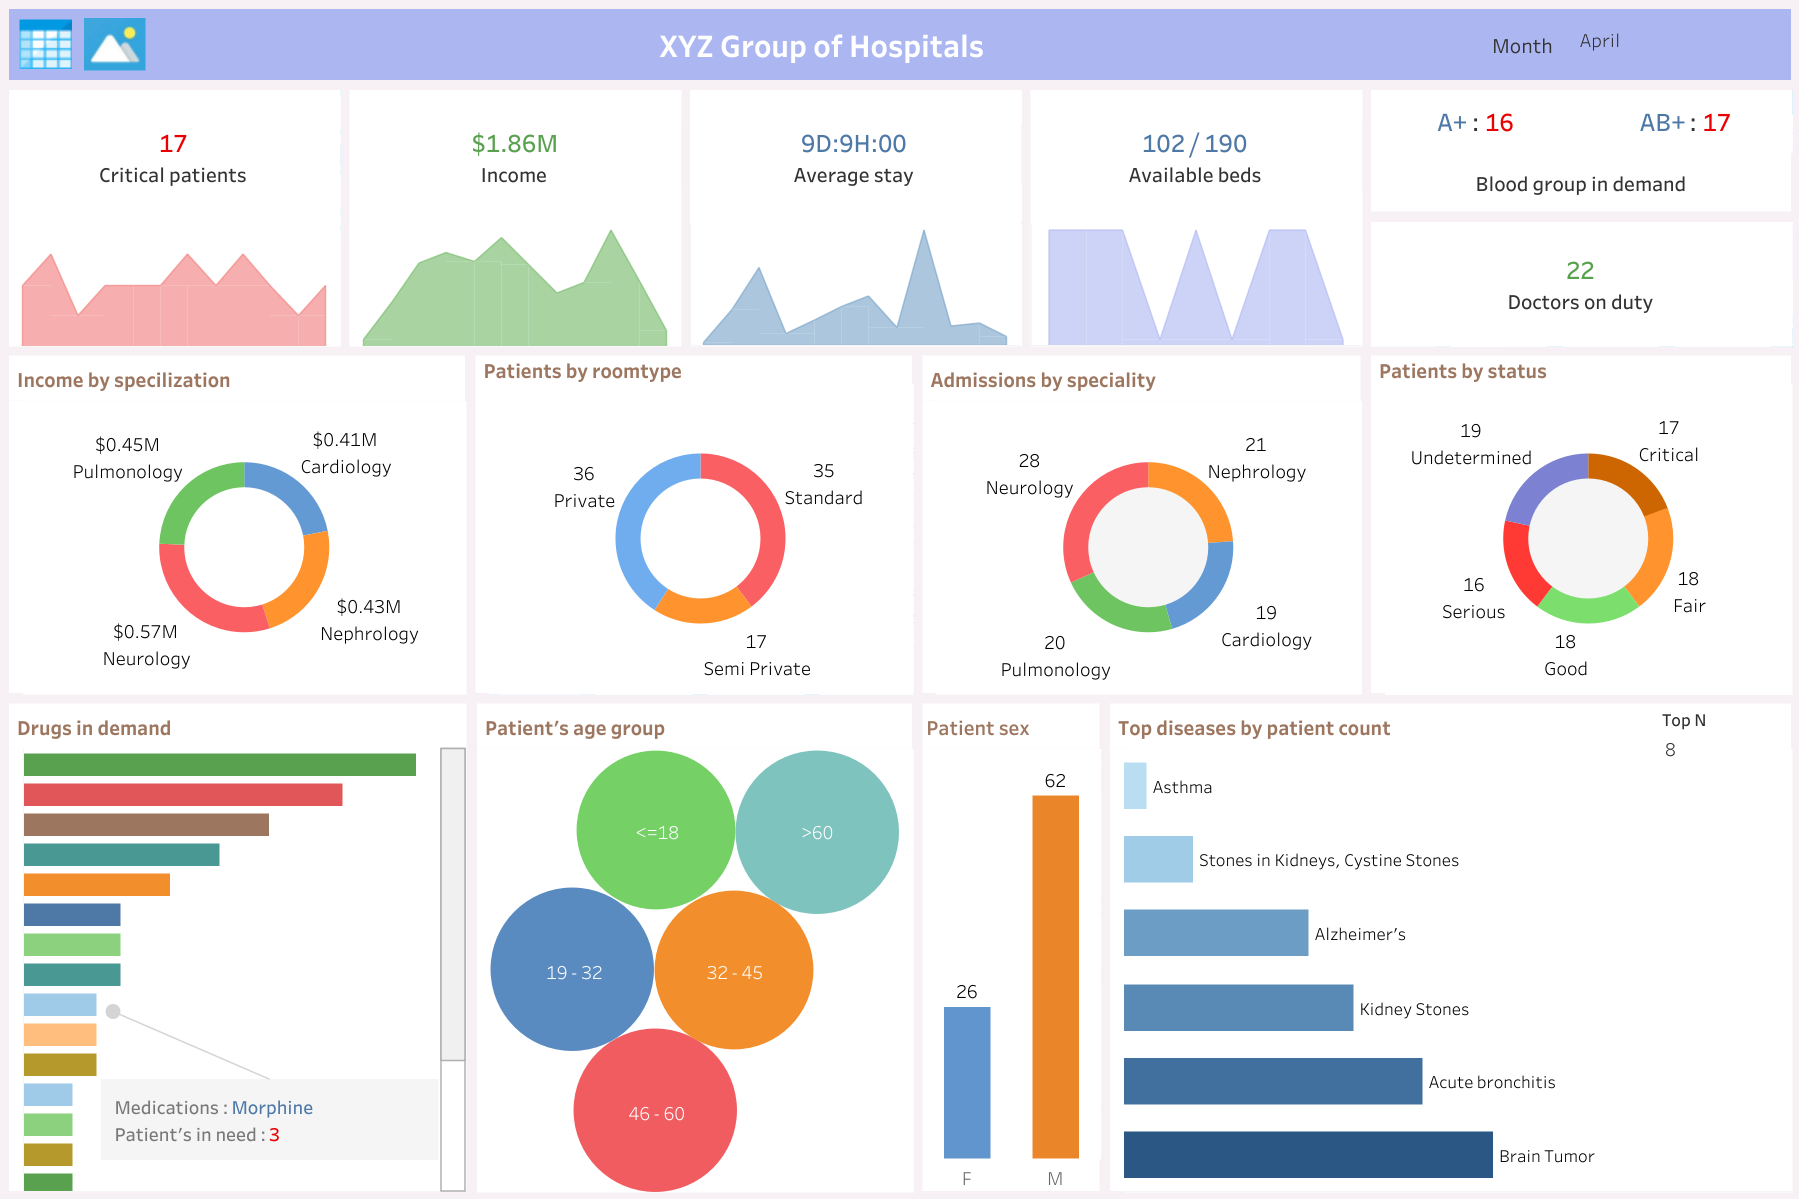 XYZ Group of Hospitals
Month April
17
Critical patients
$1.86M
Income
9D:9H:00
Average stay
102 / 190
Available beds
A+ : 16 AB+ : 17
Blood group in demand
22
Doctors on duty
Income by specilization
$0.45M
Pulmonology
$0.41M
Cardiology
$0.57M
Neurology
$0.43M
Nephrology
Patients by roomtype
36
Private
35
Standard
17
Semi Private
Admissions by speciality
28
Neurology
21
Nephrology
20
Pulmonology
19
Cardiology
Patients by status
19
Undetermined
17
Critical
16
Serious
18
Fair
18
Good
Drugs in demand
Medications : Morphine
Patient's in need : 3
Patient's age group
<=18
>60
19 - 32
32 - 45
46 - 60
Patient sex
62
26
F M
Top diseases by patient count
Top N
8
Asthma
Stones in Kidneys, Cystine Stones
Alzheimer's
Kidney Stones
Acute bronchitis
Brain Tumor